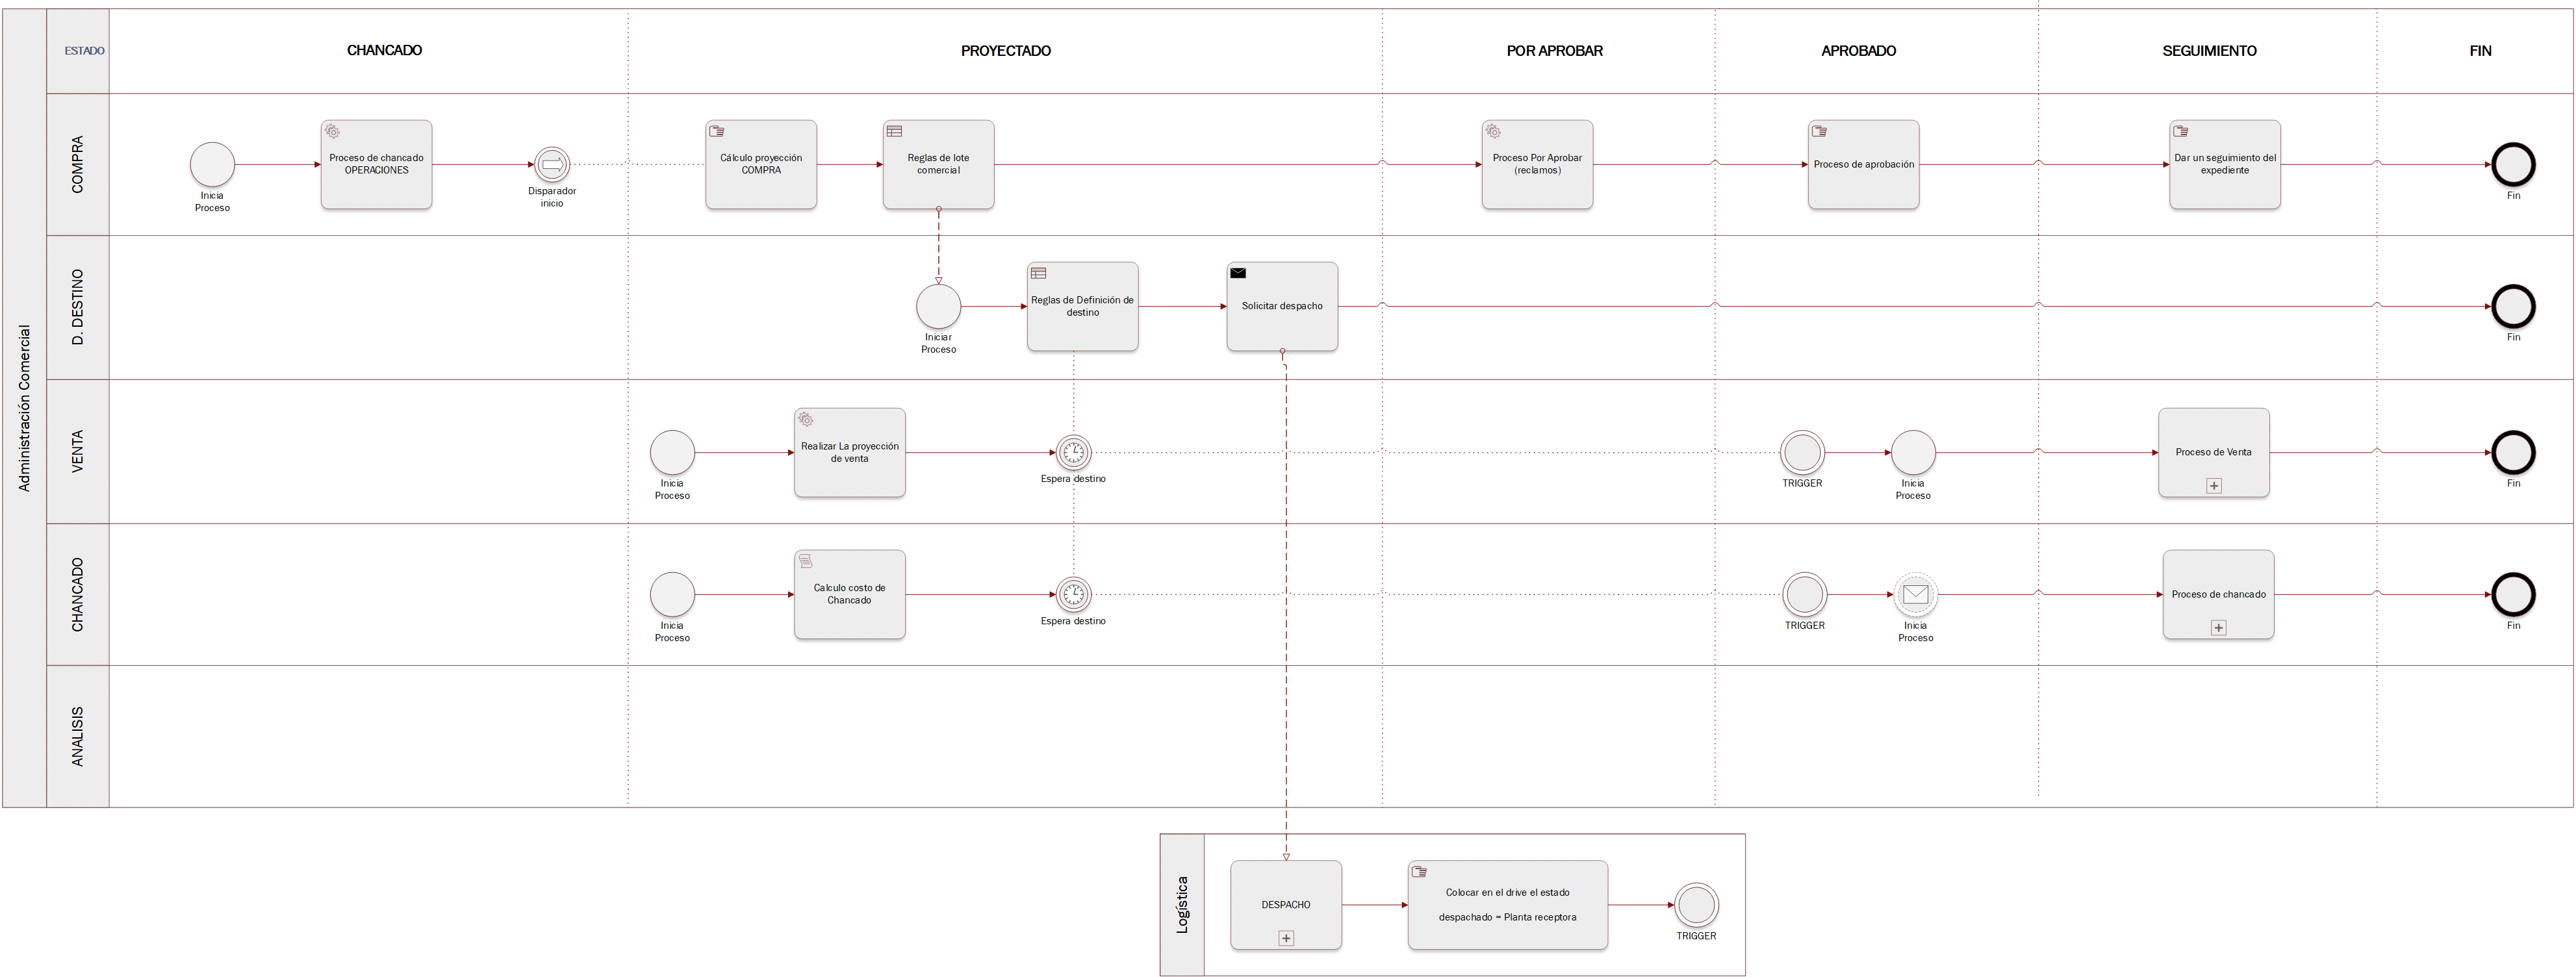 ESTADO
CHANCADO
PROYECTADO
POR APROBAR
APROBADO
SEGUIMIENTO
FIN
Administración Comercial
COMPRA
Inicia
Proceso
Proceso de chancado
OPERACIONES
Disparador
inicio
Cálculo proyección
COMPRA
Reglas de lote
comercial
Proceso Por Aprobar
(reclamos)
Proceso de aprobación
Dar un seguimiento del
expediente
Fin
D. DESTINO
Iniciar
Proceso
Reglas de Definición de
destino
Solicitar despacho
Fin
VENTA
Inicia
Proceso
Realizar La proyección
de venta
Espera destino
TRIGGER
Inicia
Proceso
Proceso de Venta
Fin
CHANCADO
Inicia
Proceso
Calculo costo de
Chancado
Espera destino
TRIGGER
Inicia
Proceso
Proceso de chancado
Fin
ANALISIS
Logística
DESPACHO
Colocar en el drive el estado
despachado = Planta receptora
TRIGGER